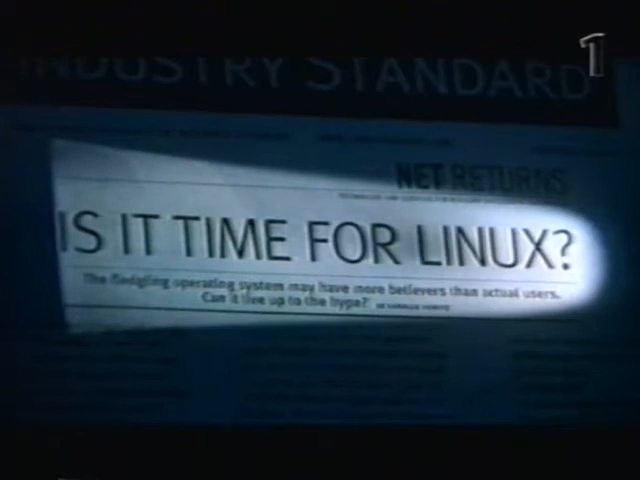 1
INDUSTRY STANDARD
NET RETURNS
IS IT TIME FOR LINUX?
The fledgling operating system may have more believers than actual users.
Can it live up to the hype?